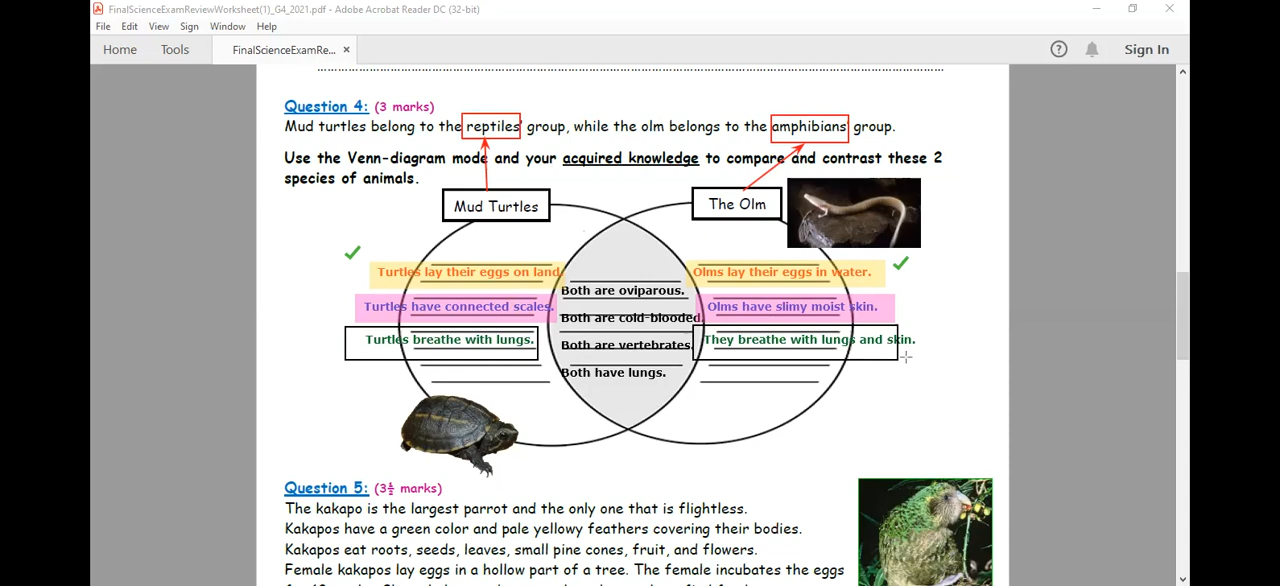 FinalScienceExamReviewWorksheet(1)_G4_2021.pdf - Adobe Acrobat Reader DC (32-bit)
File Edit View Sign Window Help
Home Tools FinalScienceExamRe... × Sign In
Question 4: (3 marks)
Mud turtles belong to the reptiles' group, while the olm belongs to the amphibians' group.
Use the Venn-diagram mode and your acquired knowledge to compare and contrast these 2
species of animals.
Mud Turtles
The Olm
Turtles lay their eggs on land.
Turtles have connected scales.
Turtles breathe with lungs.
Both are oviparous.
Both are cold-blooded.
Both are vertebrates.
Both have lungs.
Olms lay their eggs in water.
Olms have slimy moist skin.
They breathe with lungs and skin.
Question 5: (3½ marks)
The kakapo is the largest parrot and the only one that is flightless.
Kakapos have a green color and pale yellowy feathers covering their bodies.
Kakapos eat roots, seeds, leaves, small pine cones, fruit, and flowers.
Female kakapos lay eggs in a hollow part of a tree. The female incubates the eggs